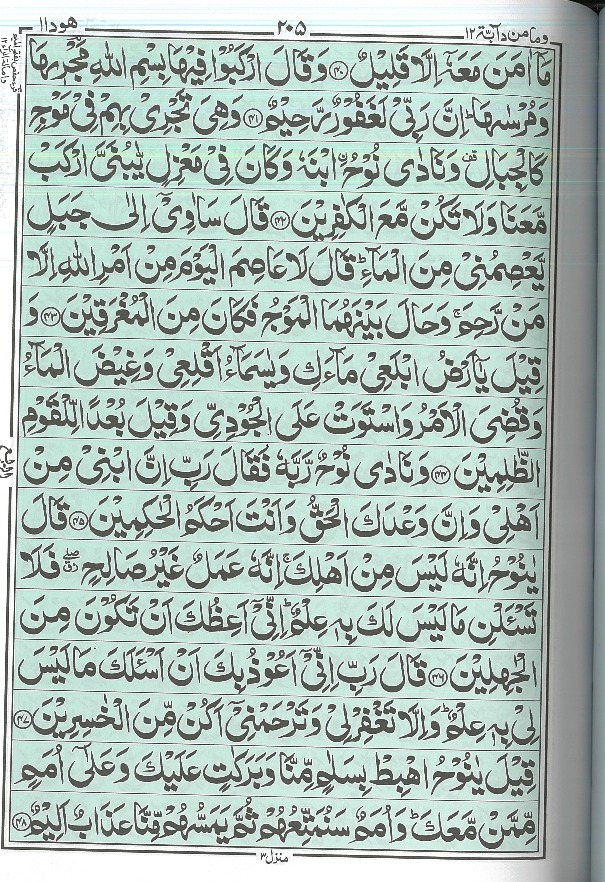 وما من دآبة ١٢
٢٠٥
هود ١١
مَاۤ اٰمَنَ مَعَهٗۤ اِلَّا قَلِيْلٌ ۝٤٠ وَقَالَ ارْكَبُوْا فِيْهَا بِسْمِ اللّٰهِ مَجْرٖىهَا
وَمُرْسٰىهَا ؕ اِنَّ رَبِّيْ لَغَفُوْرٌ رَّحِيْمٌ ۝٤١ وَهِيَ تَجْرِيْ بِهِمْ فِيْ مَوْجٍ
كَالْجِبَالِ ۫ وَنَادٰى نُوْحُ ۨابْنَهٗ وَكَانَ فِيْ مَعْزِلٍ يّٰبُنَيَّ ارْكَبْ
مَّعَنَا وَلَا تَكُنْ مَّعَ الْكٰفِرِيْنَ ۝٤٢ قَالَ سَاٰوِيْۤ اِلٰى جَبَلٍ
يَّعْصِمُنِيْ مِنَ الْمَآءِ ؕ قَالَ لَا عَاصِمَ الْيَوْمَ مِنْ اَمْرِ اللّٰهِ اِلَّا
مَنْ رَّحِمَ ۚ وَحَالَ بَيْنَهُمَا الْمَوْجُ فَكَانَ مِنَ الْمُغْرَقِيْنَ ۝٤٣ وَ
قِيْلَ يٰۤاَرْضُ ابْلَعِيْ مَآءَكِ وَيٰسَمَآءُ اَقْلِعِيْ وَغِيْضَ الْمَآءُ
وَقُضِيَ الْاَمْرُ وَاسْتَوَتْ عَلَى الْجُوْدِيِّ وَقِيْلَ بُعْدًا لِّلْقَوْمِ
الظّٰلِمِيْنَ ۝٤٤ وَنَادٰى نُوْحٌ رَّبَّهٗ فَقَالَ رَبِّ اِنَّ ابْنِيْ مِنْ
اَهْلِيْ وَاِنَّ وَعْدَكَ الْحَقُّ وَاَنْتَ اَحْكَمُ الْحٰكِمِيْنَ ۝٤٥ قَالَ
يٰنُوْحُ اِنَّهٗ لَيْسَ مِنْ اَهْلِكَ ۚ اِنَّهٗ عَمَلٌ غَيْرُ صَالِحٍ فَلَا
تَسْـَٔلْنِ مَا لَيْسَ لَكَ بِهٖ عِلْمٌ ؕ اِنِّيْۤ اَعِظُكَ اَنْ تَكُوْنَ مِنَ
الْجٰهِلِيْنَ ۝٤٦ قَالَ رَبِّ اِنِّيْۤ اَعُوْذُ بِكَ اَنْ اَسْـَٔلَكَ مَا لَيْسَ
لِيْ بِهٖ عِلْمٌ ؕ وَاِلَّا تَغْفِرْ لِيْ وَتَرْحَمْنِيْۤ اَكُنْ مِّنَ الْخٰسِرِيْنَ ۝٤٧
قِيْلَ يٰنُوْحُ اهْبِطْ بِسَلٰمٍ مِّنَّا وَبَرَكٰتٍ عَلَيْكَ وَعَلٰۤى اُمَمٍ
مِّمَّنْ مَّعَكَ ؕ وَاُمَمٌ سَنُمَتِّعُهُمْ ثُمَّ يَمَسُّهُمْ مِّنَّا عَذَابٌ اَلِيْمٌ ۝٤٨
منزل ٣